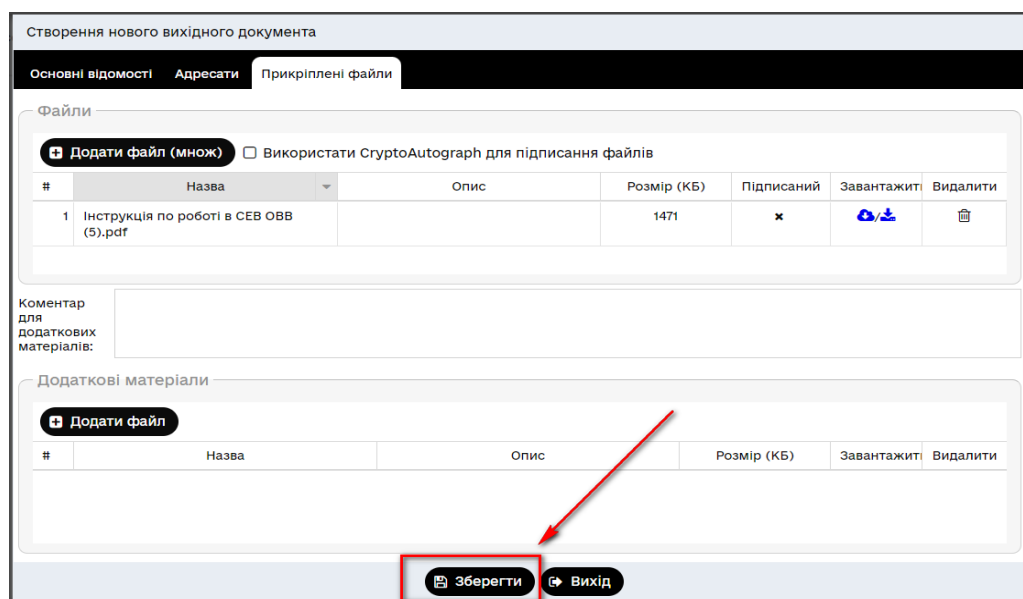 Створення нового вихідного документа
Основні відомості Адресати Прикріплені файли
Файли
Додати файл (множ) Використати CryptoAutograph для підписання файлів
# Назва Опис Розмір (КБ) Підписаний Завантажит Видалити
1 Інструкція по роботі в СЕВ ОВВ 1471
(5).pdf
Коментар
для
додаткових
матеріалів:
Додаткові матеріали
Додати файл
# Назва Опис Розмір (КБ) Завантажит Видалити
Зберегти Вихід